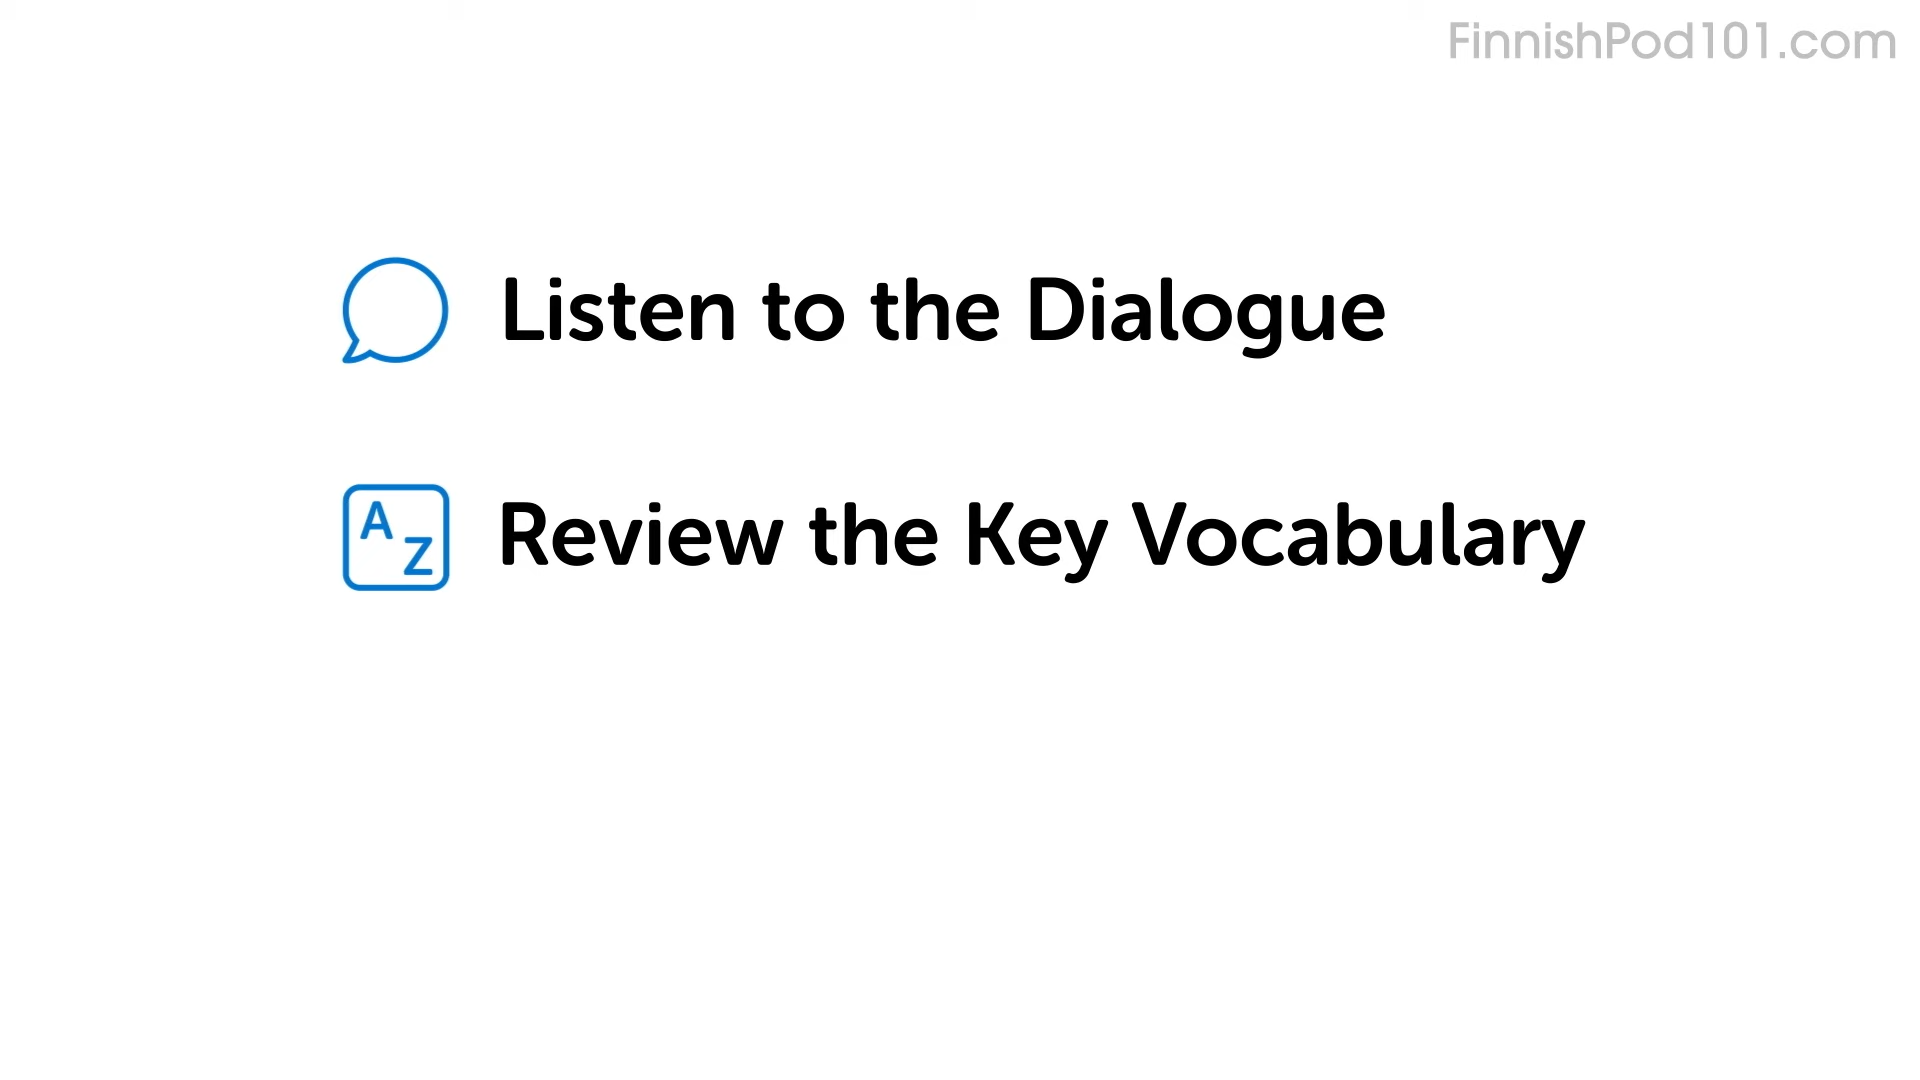 FinnishPod101.com
Listen to the Dialogue
A
Z
Review the Key Vocabulary